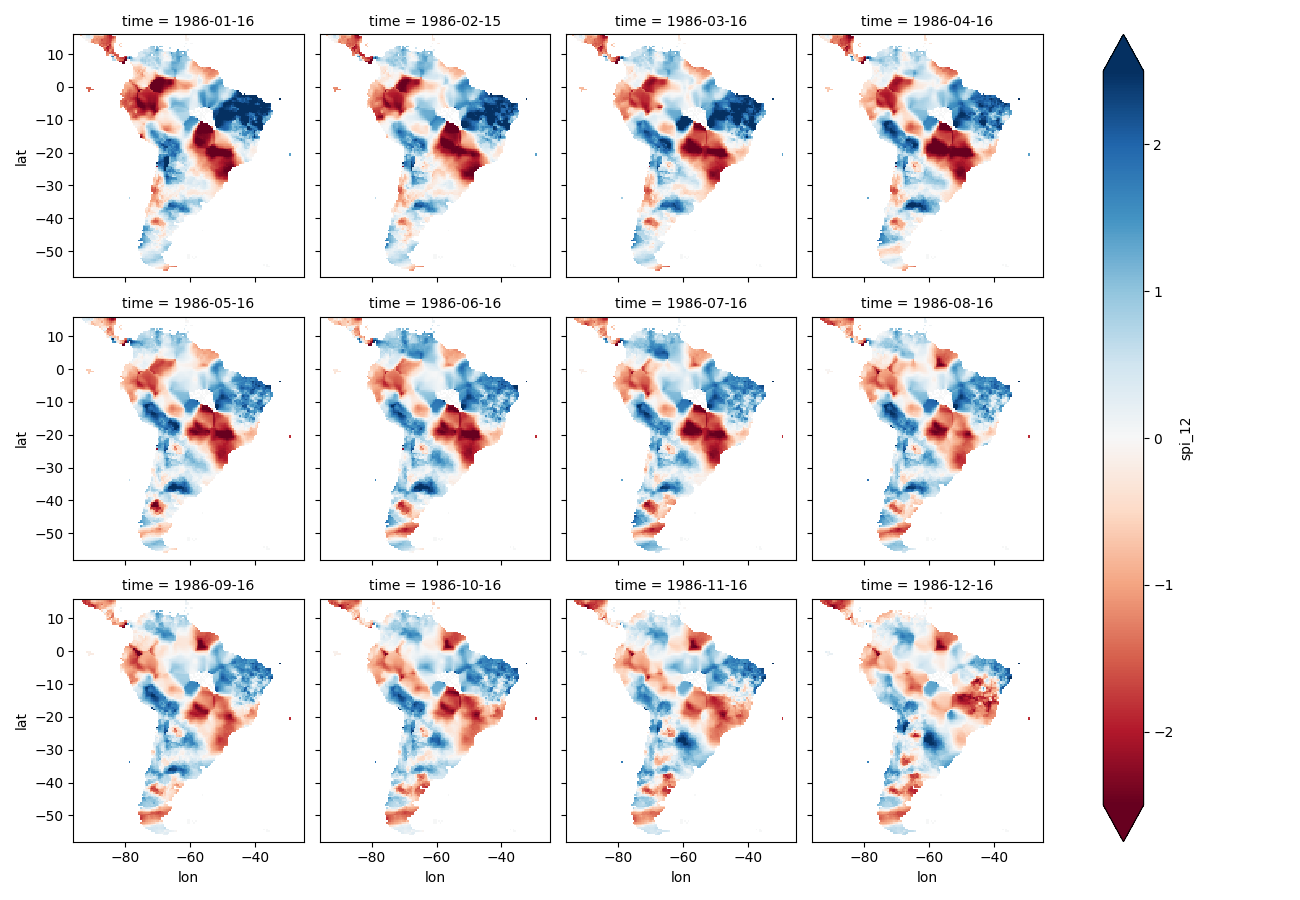 time = 1986-01-16
time = 1986-02-15
time = 1986-03-16
time = 1986-04-16
10
0
−10
−20
−30
−40
−50
lat
time = 1986-05-16
time = 1986-06-16
time = 1986-07-16
time = 1986-08-16
10
0
−10
−20
−30
−40
−50
lat
time = 1986-09-16
time = 1986-10-16
time = 1986-11-16
time = 1986-12-16
10
0
−10
−20
−30
−40
−50
lat
−80
−60
−40
lon
−80
−60
−40
lon
−80
−60
−40
lon
−80
−60
−40
lon
2
1
0
−1
−2
spi_12